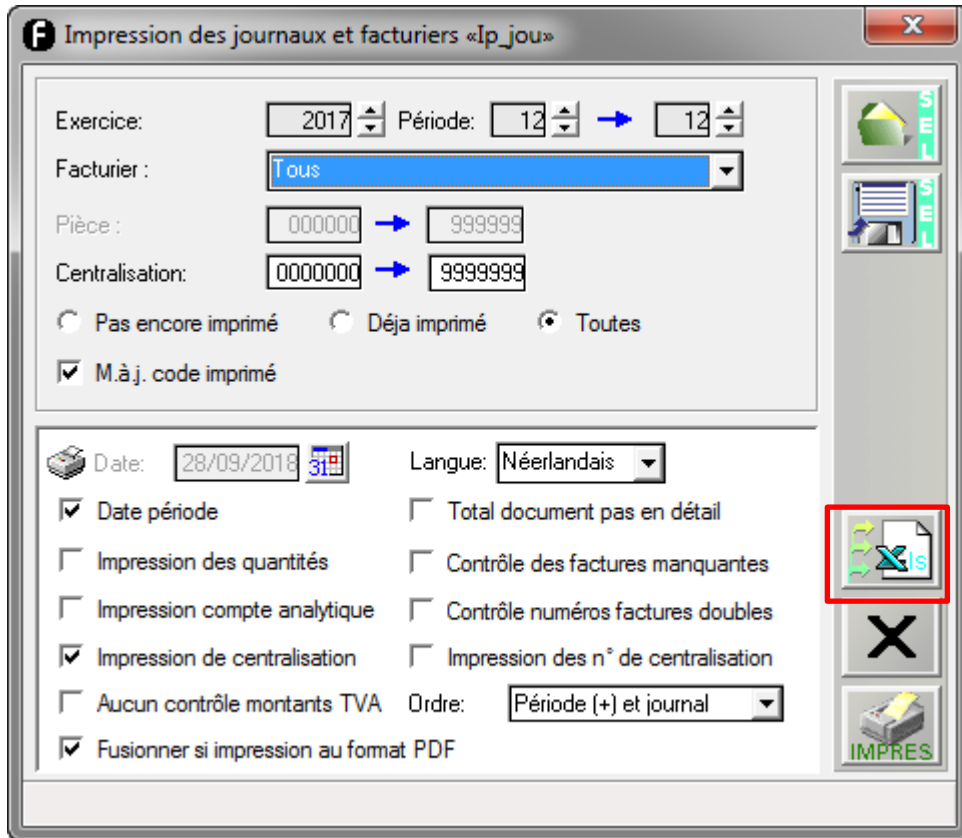 Impression des journaux et facturiers «Ip_jou»
Exercice: 2017 Période: 12 12
Facturier : Tous
Pièce : 000000 999999
Centralisation: 0000000 9999999
Pas encore imprimé Déja imprimé Toutes
M.à.j. code imprimé
Date: 28/09/2018 31 Langue: Néerlandais
Date période Total document pas en détail
Impression des quantités Contrôle des factures manquantes
Impression compte analytique Contrôle numéros factures doubles
Impression de centralisation Impression des n° de centralisation
Aucun contrôle montants TVA Ordre: Période (+) et journal
Fusionner si impression au format PDF
SEL
SEL
Xls
IMPRES